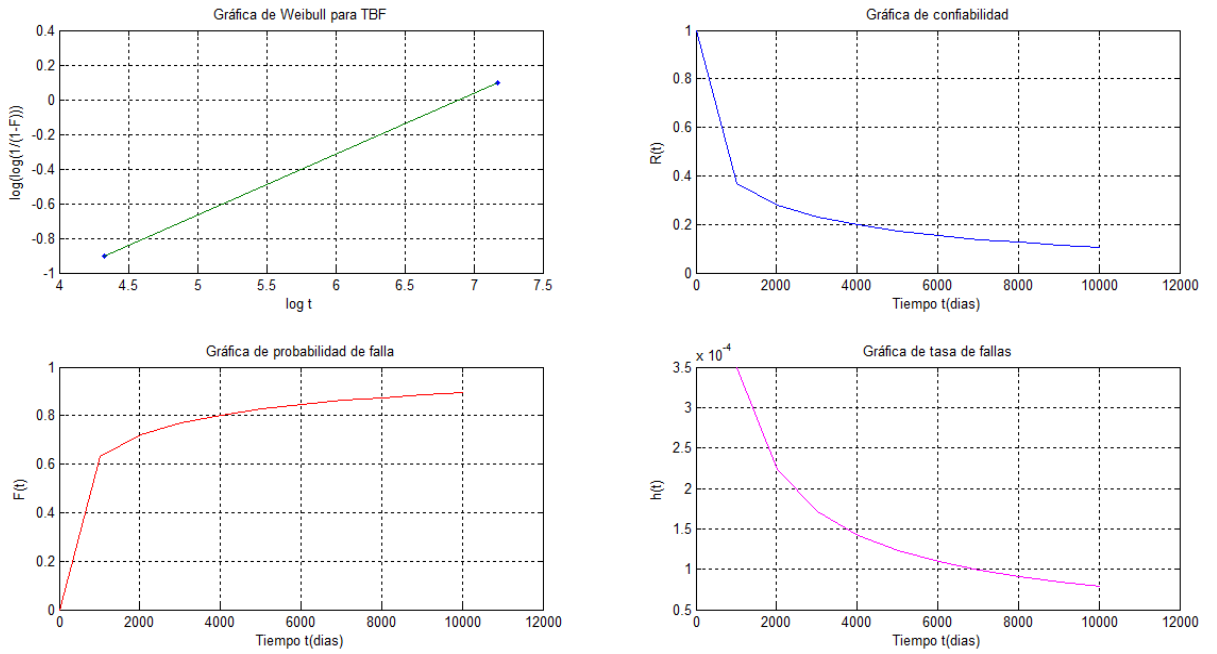 Gráfica de Weibull para TBF
0.4
0.2
0
-0.2
-0.4
-0.6
-0.8
-1
log(log(1/(1-F)))
4 4.5 5 5.5 6 6.5 7 7.5
log t
Gráfica de confiabilidad
1
0.8
0.6
0.4
0.2
0
R(t)
0 2000 4000 6000 8000 10000 12000
Tiempo t(dias)
Gráfica de probabilidad de falla
1
0.8
0.6
0.4
0.2
0
F(t)
0 2000 4000 6000 8000 10000 12000
Tiempo t(dias)
Gráfica de tasa de fallas
x 10-4
3.5
3
2.5
2
1.5
1
0.5
h(t)
0 2000 4000 6000 8000 10000 12000
Tiempo t(dias)